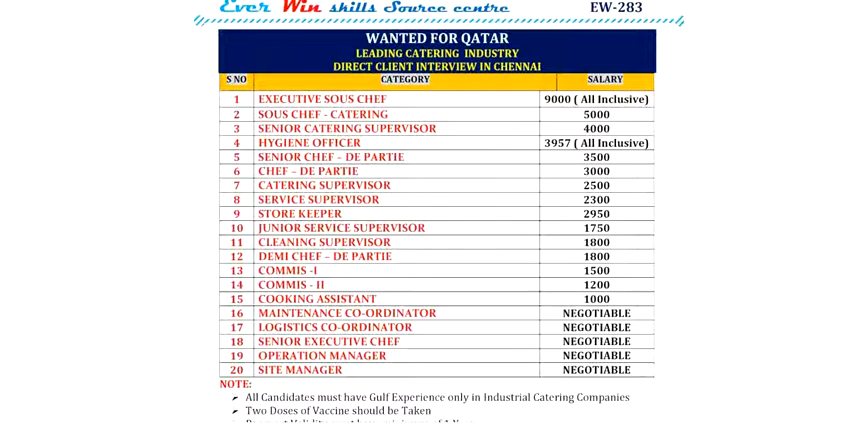 Ever Win skills Source centre EW-283
WANTED FOR QATAR
LEADING CATERING INDUSTRY
DIRECT CLIENT INTERVIEW IN CHENNAI
S NO CATEGORY SALARY
1 EXECUTIVE SOUS CHEF 9000 ( All Inclusive)
2 SOUS CHEF - CATERING 5000
3 SENIOR CATERING SUPERVISOR 4000
4 HYGIENE OFFICER 3957 ( All Inclusive)
5 SENIOR CHEF – DE PARTIE 3500
6 CHEF – DE PARTIE 3000
7 CATERING SUPERVISOR 2500
8 SERVICE SUPERVISOR 2300
9 STORE KEEPER 2950
10 JUNIOR SERVICE SUPERVISOR 1750
11 CLEANING SUPERVISOR 1800
12 DEMI CHEF – DE PARTIE 1800
13 COMMIS -I 1500
14 COMMIS - II 1200
15 COOKING ASSISTANT 1000
16 MAINTENANCE CO-ORDINATOR NEGOTIABLE
17 LOGISTICS CO-ORDINATOR NEGOTIABLE
18 SENIOR EXECUTIVE CHEF NEGOTIABLE
19 OPERATION MANAGER NEGOTIABLE
20 SITE MANAGER NEGOTIABLE
NOTE:
➢ All Candidates must have Gulf Experience only in Industrial Catering Companies
➢ Two Doses of Vaccine should be Taken